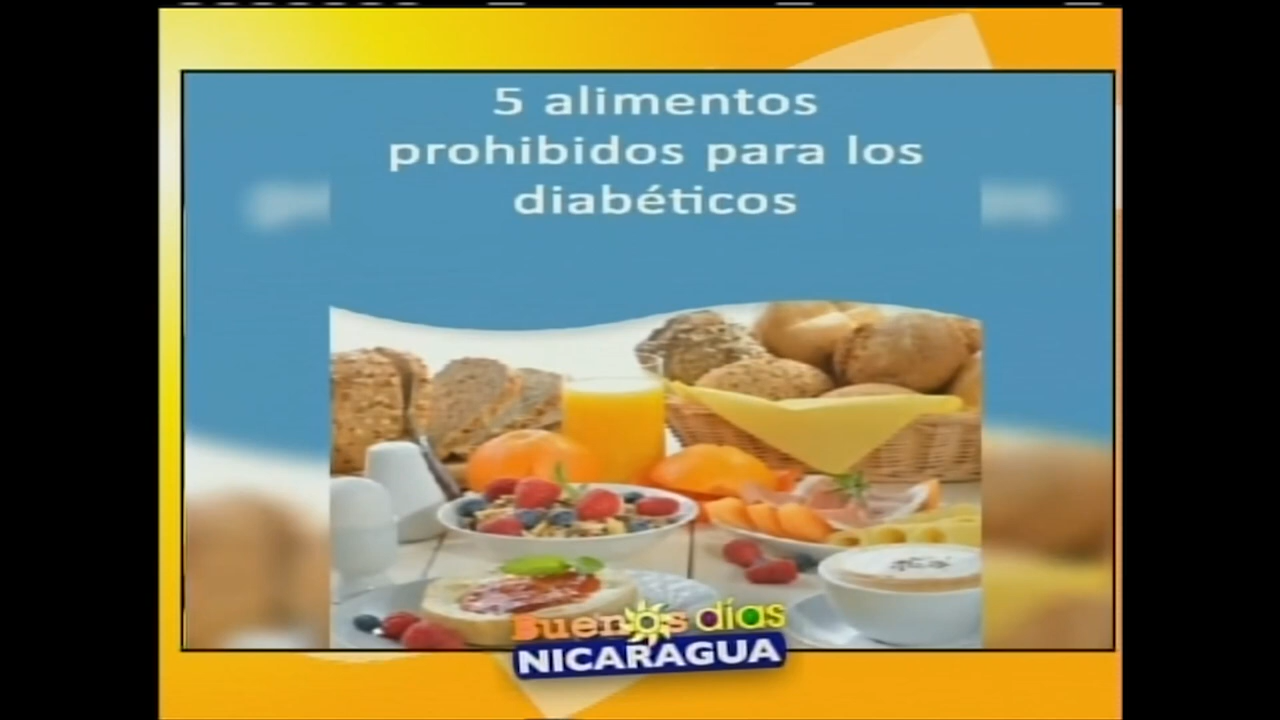 5 alimentos
prohibidos para los
diabéticos
Buenos días
NICARAGUA